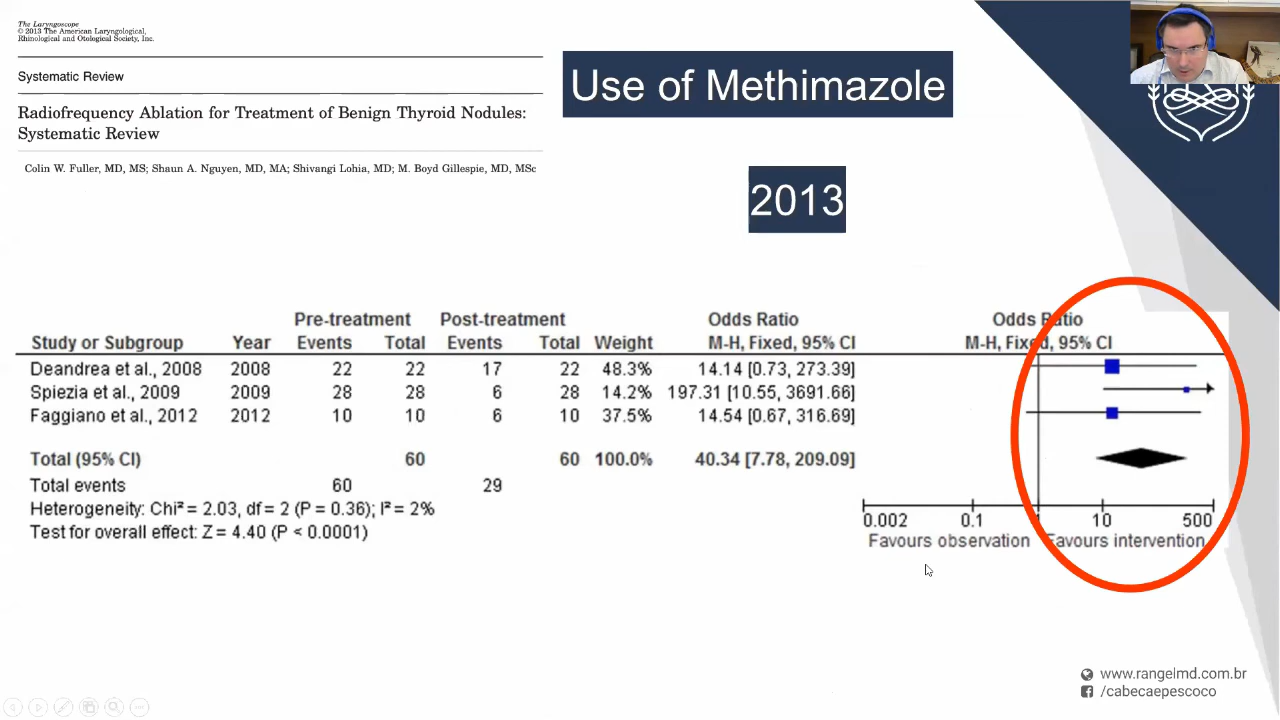 The Laryngoscope
© 2013 The American Laryngological,
Rhinological and Otological Society, Inc.
Systematic Review
Radiofrequency Ablation for Treatment of Benign Thyroid Nodules:
Systematic Review
Colin W. Fuller, MD, MS; Shaun A. Nguyen, MD, MA; Shivangi Lohia, MD; M. Boyd Gillespie, MD, MSc
Use of Methimazole
2013
Pre-treatment Post-treatment Odds Ratio Odds Ratio
Study or Subgroup Year Events Total Events Total Weight M-H, Fixed, 95% CI M-H, Fixed, 95% CI
Deandrea et al., 2008 2008 22 22 17 22 48.3% 14.14 [0.73, 273.39]
Spiezia et al., 2009 2009 28 28 6 28 14.2% 197.31 [10.55, 3691.66]
Faggiano et al., 2012 2012 10 10 6 10 37.5% 14.54 [0.67, 316.69]
Total (95% CI) 60 60 100.0% 40.34 [7.78, 209.09]
Total events 60 29
Heterogeneity: Chi² = 2.03, df = 2 (P = 0.36); I² = 2%
Test for overall effect: Z = 4.40 (P < 0.0001)
0.002 0.1 1 10 500
Favours observation Favours intervention
www.rangelmd.com.br
/cabecaepescoco